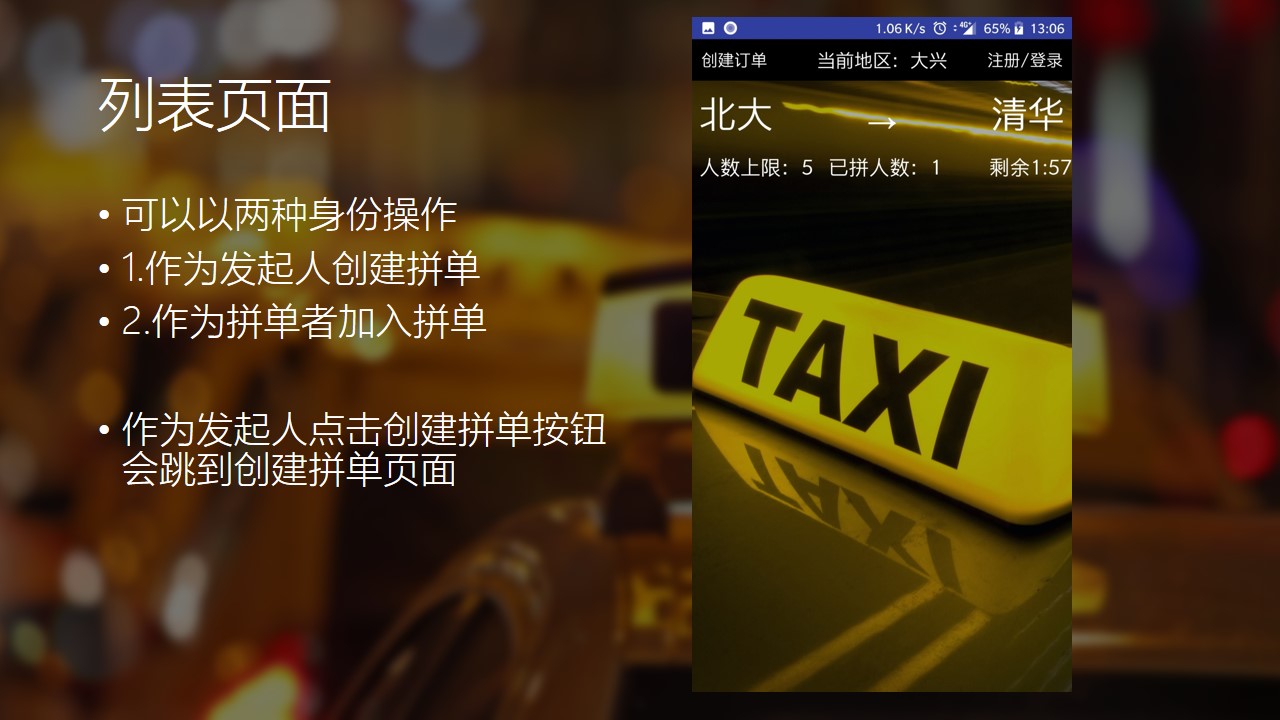 列表页面
• 可以以两种身份操作
• 1.作为发起人创建拼单
• 2.作为拼单者加入拼单
• 作为发起人点击创建拼单按钮
会跳到创建拼单页面
1.06 K/s 4G+ 65% 13:06
创建订单 当前地区：大兴 注册/登录
北大 → 清华
人数上限：5 已拼人数：1 剩余1:57
TAXI
TAXI